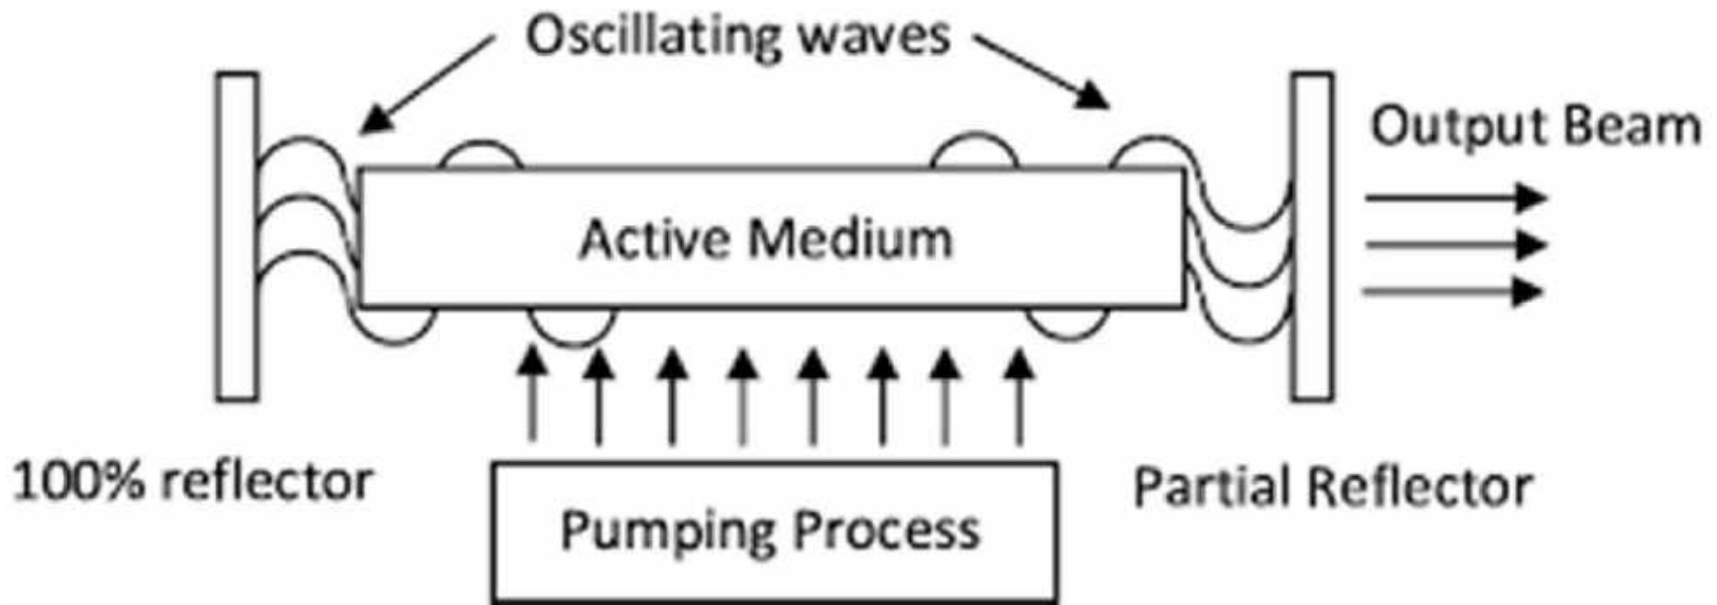 Oscillating waves
Output Beam
Active Medium
100% reflector
Partial Reflector
Pumping Process